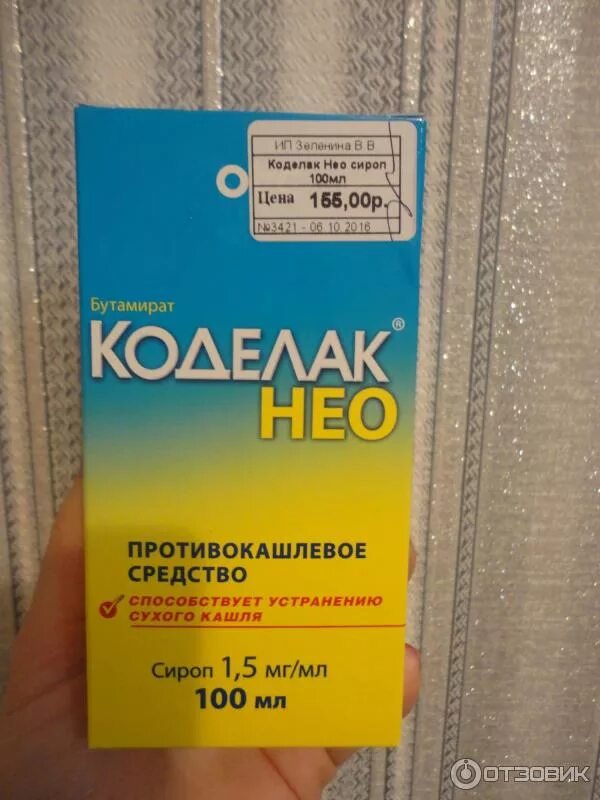 ИП Зеленина В В
Коделак Нео сироп
100мл
Цена 155,00р.
№3421 - 06.10.2016
Бутамират
КОДЕЛАК®
НЕО
ПРОТИВОКАШЛЕВОЕ
СРЕДСТВО
СПОСОБСТВУЕТ УСТРАНЕНИЮ
СУХОГО КАШЛЯ
Сироп 1,5 мг/мл
100 мл
ОТЗОВИК